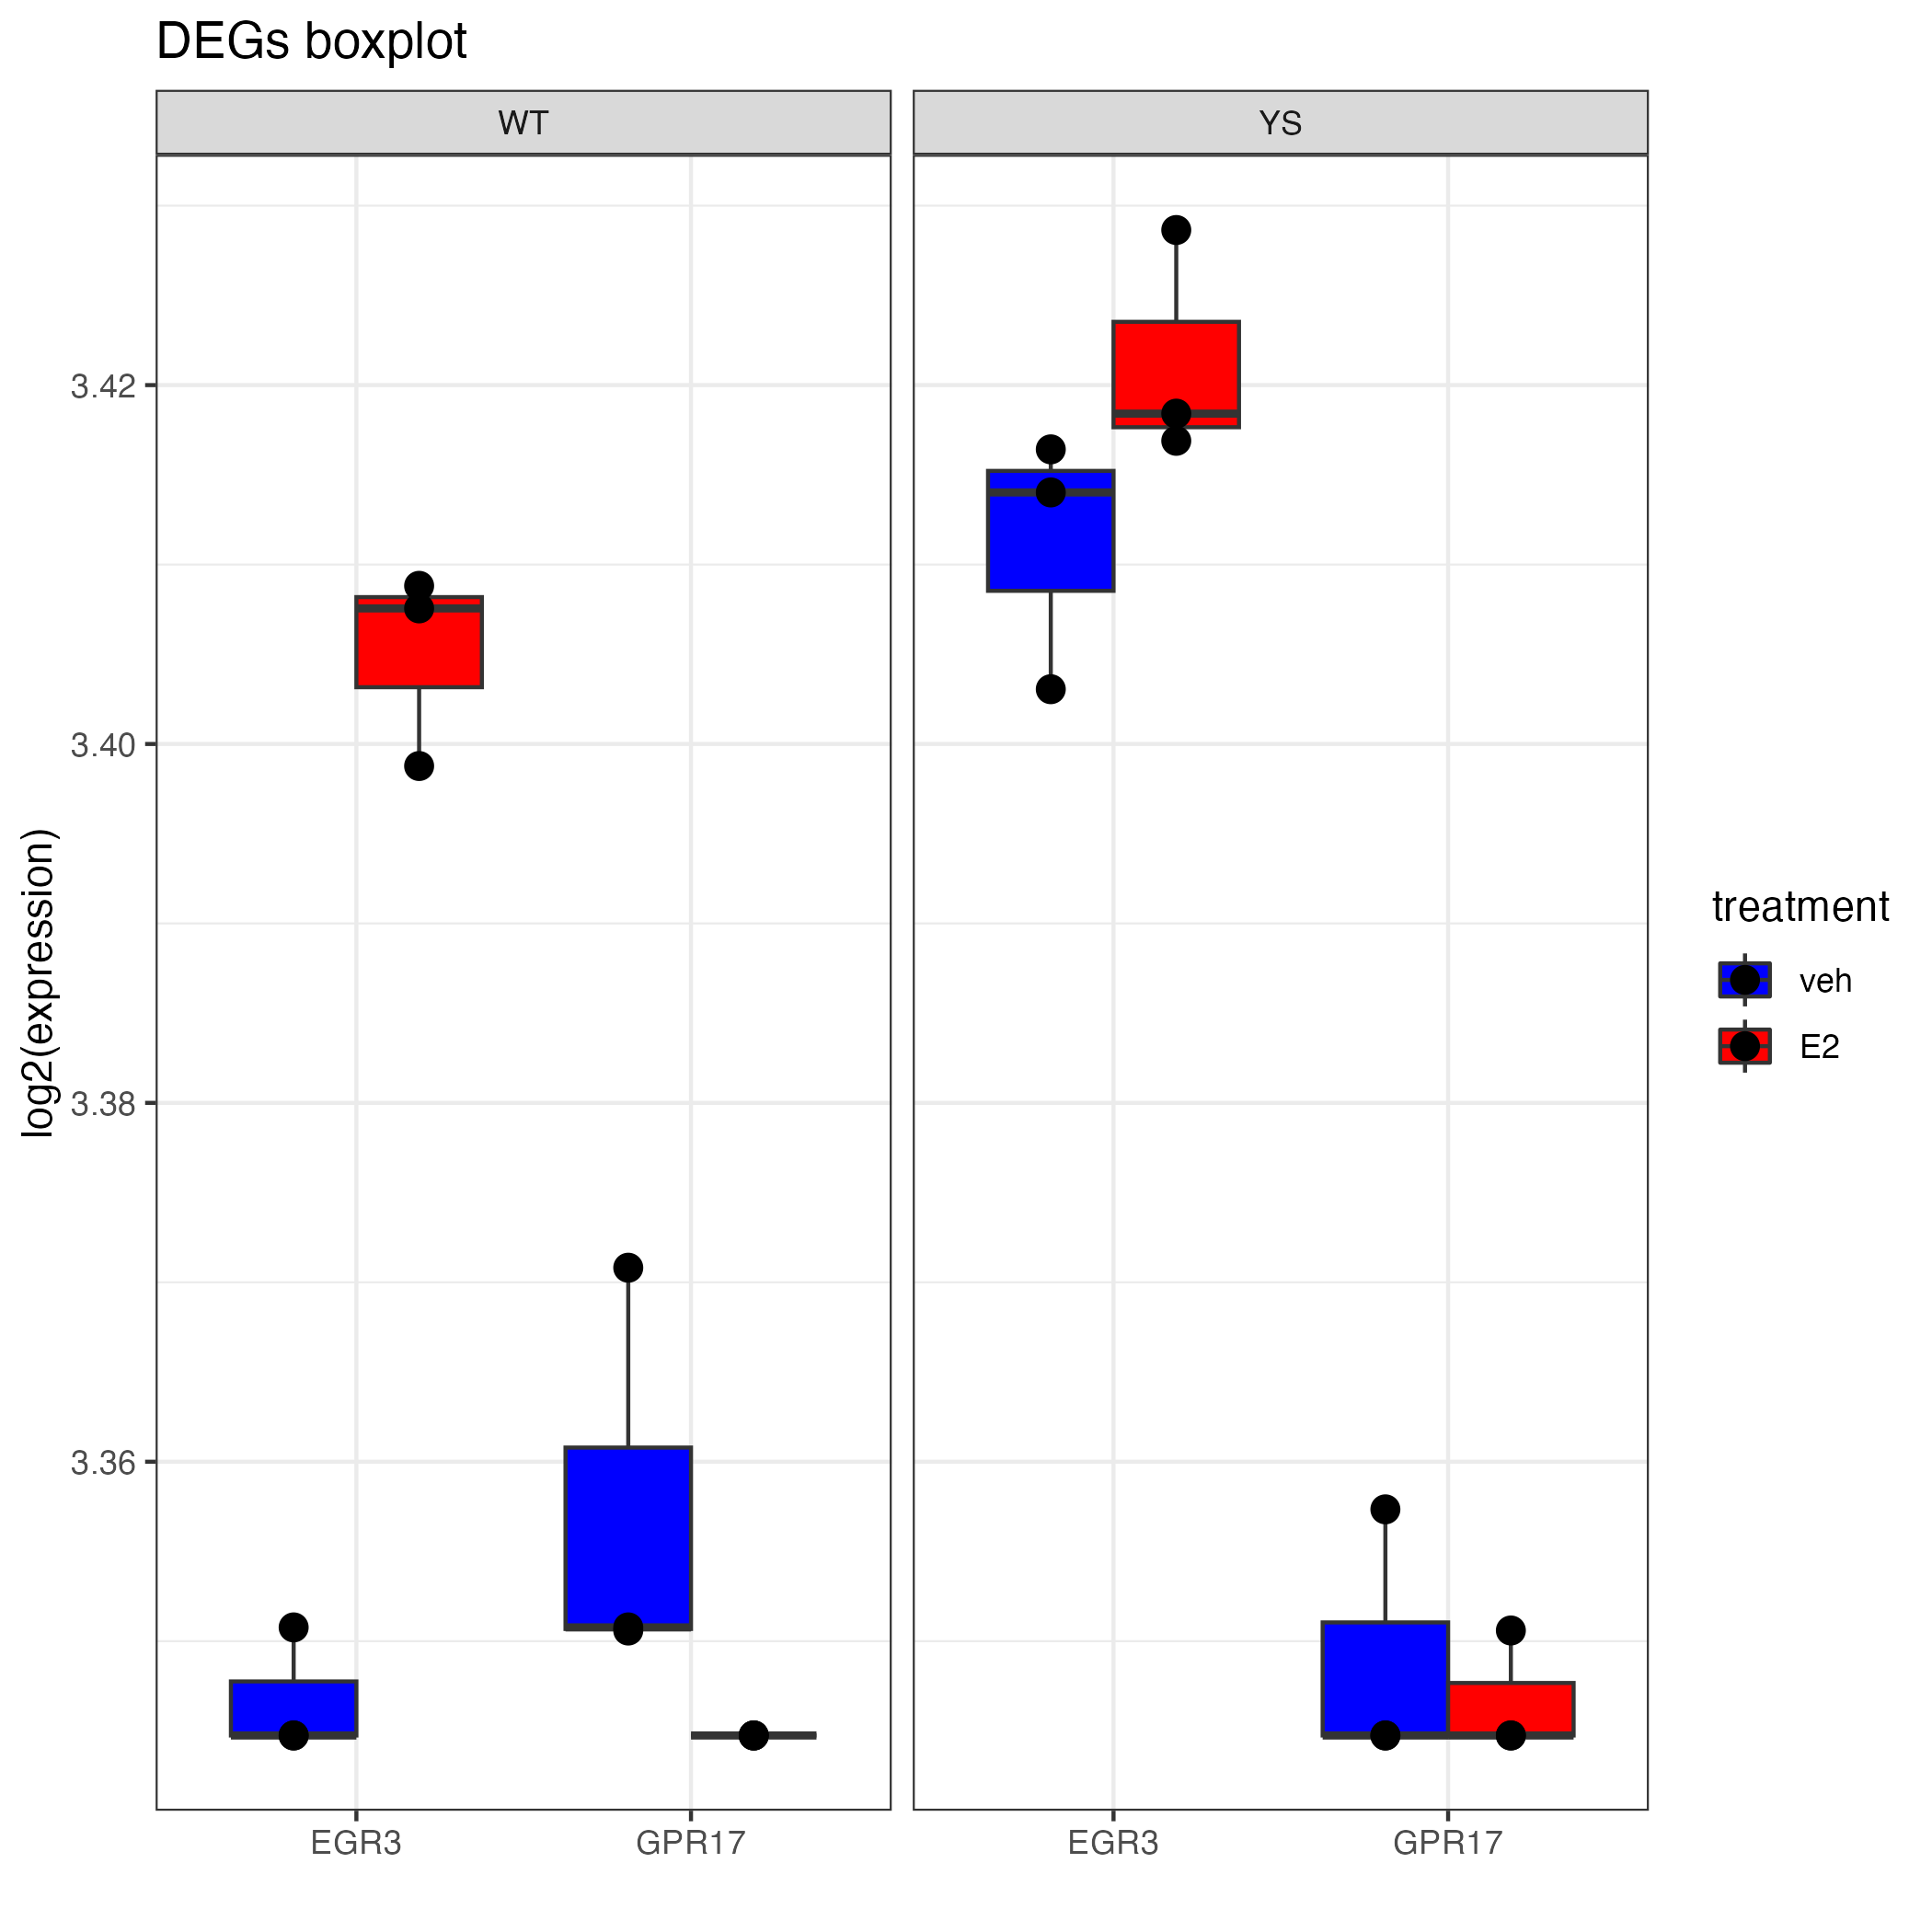 DEGs boxplot
WT
YS
3.42
3.40
3.38
3.36
log2(expression)
EGR3
GPR17
EGR3
GPR17
treatment
veh
E2